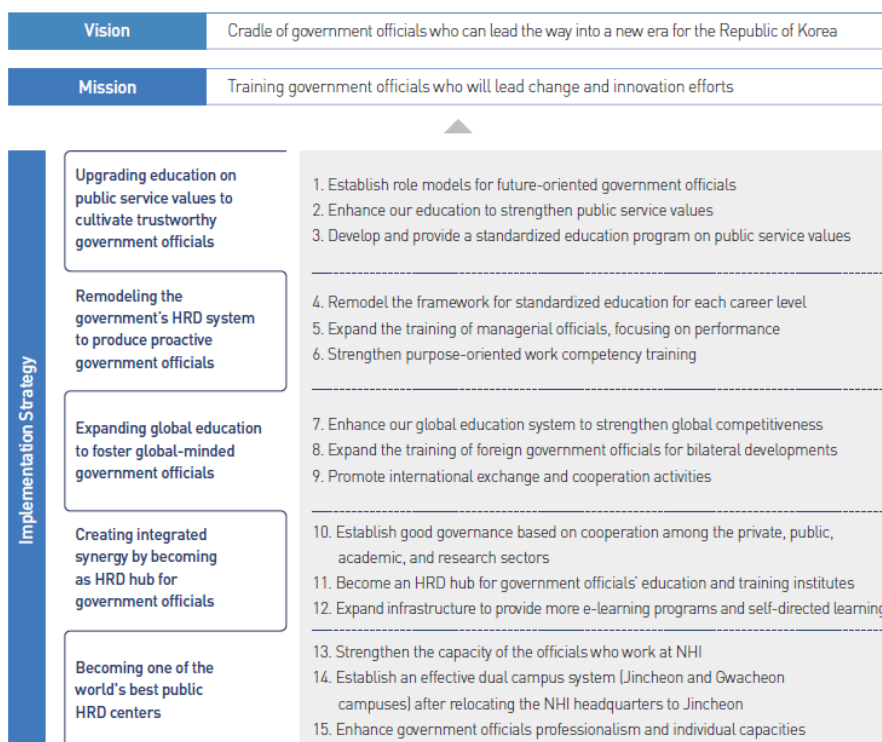 Vision
Cradle of government officials who can lead the way into a new era for the Republic of Korea
Mission
Training government officials who will lead change and innovation efforts
Implementation Strategy
Upgrading education on
public service values to
cultivate trustworthy
government officials
1. Establish role models for future-oriented government officials
2. Enhance our education to strengthen public service values
3. Develop and provide a standardized education program on public service values
Remodeling the
government's HRD system
to produce proactive
government officials
4. Remodel the framework for standardized education for each career level
5. Expand the training of managerial officials, focusing on performance
6. Strengthen purpose-oriented work competency training
Expanding global education
to foster global-minded
government officials
7. Enhance our global education system to strengthen global competitiveness
8. Expand the training of foreign government officials for bilateral developments
9. Promote international exchange and cooperation activities
Creating integrated
synergy by becoming
as HRD hub for
government officials
10. Establish good governance based on cooperation among the private, public,
academic, and research sectors
11. Become an HRD hub for government officials' education and training institutes
12. Expand infrastructure to provide more e-learning programs and self-directed learning
Becoming one of the
world's best public
HRD centers
13. Strengthen the capacity of the officials who work at NHI
14. Establish an effective dual campus system (Jincheon and Gwacheon
campuses) after relocating the NHI headquarters to Jincheon
15. Enhance government officials professionalism and individual capacities